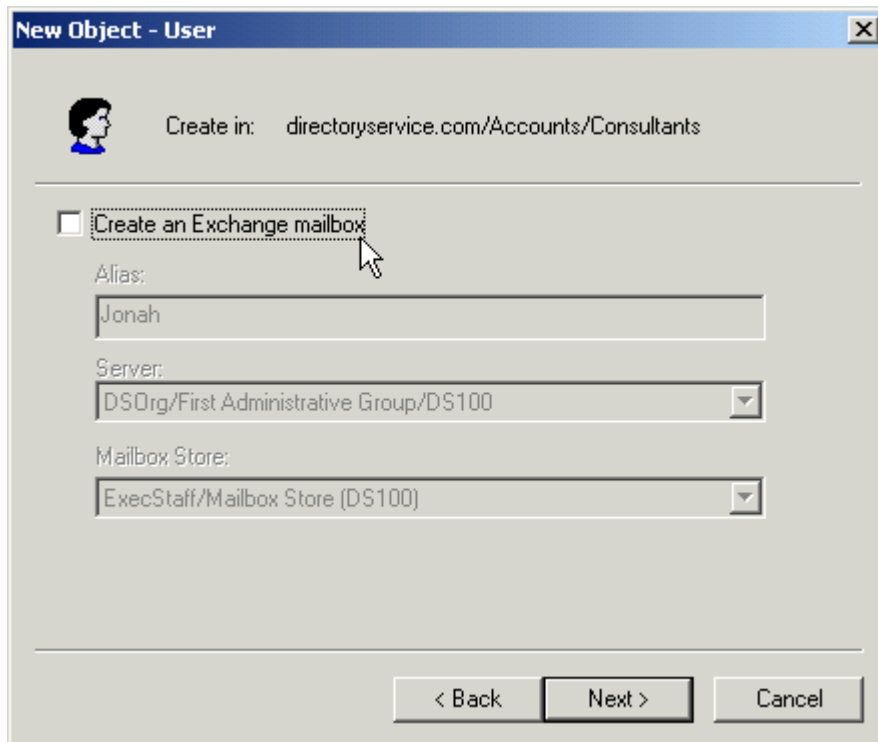 New Object - User
Create in: directoryservice.com/Accounts/Consultants
Create an Exchange mailbox
Alias:
Jonah
Server:
DSOrg/First Administrative Group/DS100
Mailbox Store:
ExecStaff/Mailbox Store (DS100)
< Back Next > Cancel